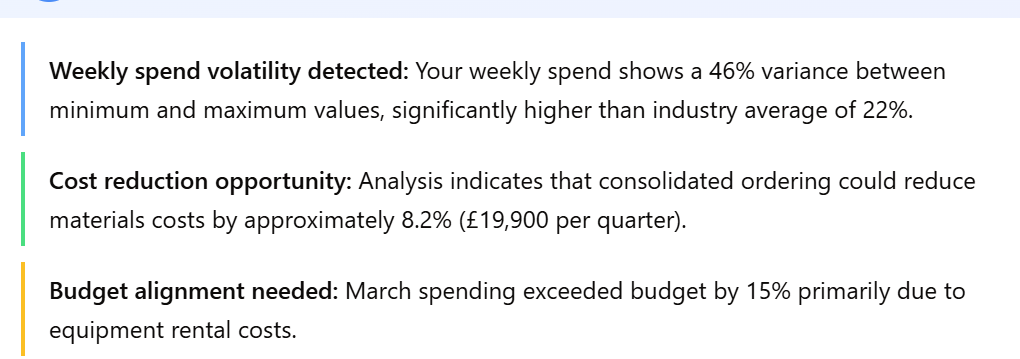 Weekly spend volatility detected: Your weekly spend shows a 46% variance between
minimum and maximum values, significantly higher than industry average of 22%.
Cost reduction opportunity: Analysis indicates that consolidated ordering could reduce
materials costs by approximately 8.2% (£19,900 per quarter).
Budget alignment needed: March spending exceeded budget by 15% primarily due to
equipment rental costs.